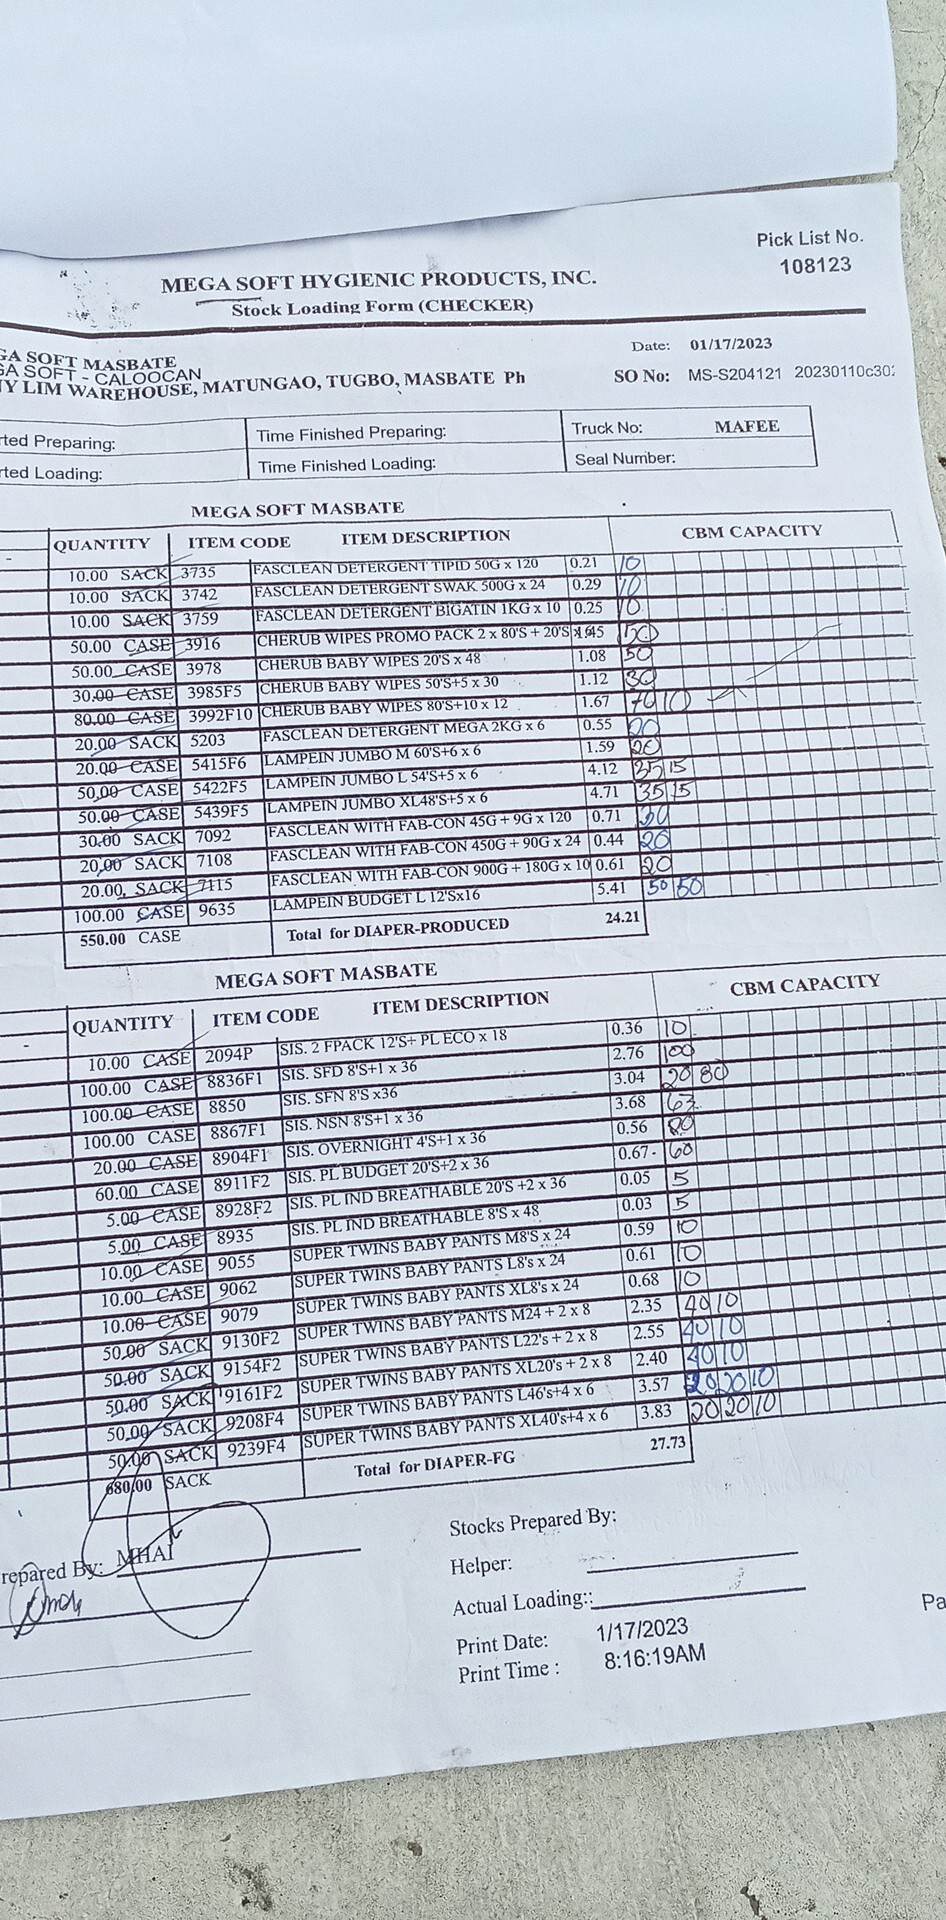 Pick List No.
108123
MEGA SOFT HYGIENIC PRODUCTS, INC.
Stock Loading Form (CHECKER)
GA SOFT MASBATE
GA SOFT - CALOOCAN
Y LIM WAREHOUSE, MATUNGAO, TUGBO, MASBATE Ph
Date: 01/17/2023
SO No: MS-S204121 20230110c30
rted Preparing: Time Finished Preparing: Truck No: MAFEE
rted Loading: Time Finished Loading: Seal Number:
MEGA SOFT MASBATE
QUANTITY ITEM CODE ITEM DESCRIPTION CBM CAPACITY
10.00 SACK 3735 FASCLEAN DETERGENT TIPID 50G x 120 0.21 10
10.00 SACK 3742 FASCLEAN DETERGENT SWAK 500G x 24 0.29 10
10.00 SACK 3759 FASCLEAN DETERGENT BIGATIN 1KG x 10 0.25 10
50.00 CASE 3916 CHERUB WIPES PROMO PACK 2 x 80'S + 20'S x 50
50.00 CASE 3978 CHERUB BABY WIPES 20'S x 48 1.08 50
30.00 CASE 3985F5 CHERUB BABY WIPES 50'S+5 x 30 1.12 30
80.00 CASE 3992F10 CHERUB BABY WIPES 80'S+10 x 12 1.67 70 10
20.00 SACK 5203 FASCLEAN DETERGENT MEGA 2KG x 6 0.55 20
20.00 CASE 5415F6 LAMPEIN JUMBO M 60'S+6 x 6 1.59 20
50.00 CASE 5422F5 LAMPEIN JUMBO L 54'S+5 x 6 4.12 35 15
50.00 CASE 5439F5 LAMPEIN JUMBO XL48'S+5 x 6 4.71 35 15
30.00 SACK 7092 FASCLEAN WITH FAB-CON 45G + 9G x 120 0.71
20.00 SACK 7108 FASCLEAN WITH FAB-CON 450G + 90G x 24 0.44 20
20.00 SACK 7115 FASCLEAN WITH FAB-CON 900G + 180G x 10 0.61 20
100.00 CASE 9635 LAMPEIN BUDGET L 12'Sx16 5.41 50 50
550.00 CASE Total for DIAPER-PRODUCED 24.21
MEGA SOFT MASBATE
QUANTITY ITEM CODE ITEM DESCRIPTION CBM CAPACITY
10.00 CASE 2094P SIS. 2 FPACK 12'S+ PL ECO x 18 0.36 10
100.00 CASE 8836F1 SIS. SFD 8'S+1 x 36 2.76 100
100.00 CASE 8850 SIS. SFN 8'S x36 3.04 20 80
100.00 CASE 8867F1 SIS. NSN 8'S+1 x 36 3.68 63
20.00 CASE 8904F1 SIS. OVERNIGHT 4'S+1 x 36 0.56 20
60.00 CASE 8911F2 SIS. PL BUDGET 20'S+2 x 36 0.67 60
5.00 CASE 8928F2 SIS. PL IND BREATHABLE 20'S +2 x 36 0.05 5
5.00 CASE 8935 SIS. PL IND BREATHABLE 8'S x 48 0.03 5
10.00 CASE 9055 SUPER TWINS BABY PANTS M8'S x 24 0.59 10
10.00 CASE 9062 SUPER TWINS BABY PANTS L8's x 24 0.61 10
10.00 CASE 9079 SUPER TWINS BABY PANTS XL8's x 24 0.68 10
50.00 SACK 9130F2 SUPER TWINS BABY PANTS M24 + 2 x 8 2.35 40 10
50.00 SACK 9154F2 SUPER TWINS BABY PANTS L22's + 2 x 8 2.55 40 10
50.00 SACK 9161F2 SUPER TWINS BABY PANTS XL20's + 2 x 8 2.40 40 10
50.00 SACK 9208F4 SUPER TWINS BABY PANTS L46's+4 x 6 3.57 20 20 10
50.00 SACK 9239F4 SUPER TWINS BABY PANTS XL40's+4 x 6 3.83 20 20 10
680.00 SACK Total for DIAPER-FG 27.73
repared By: MHAI
Stocks Prepared By:
Helper:
Actual Loading::
Print Date: 1/17/2023
Print Time : 8:16:19AM
Pa